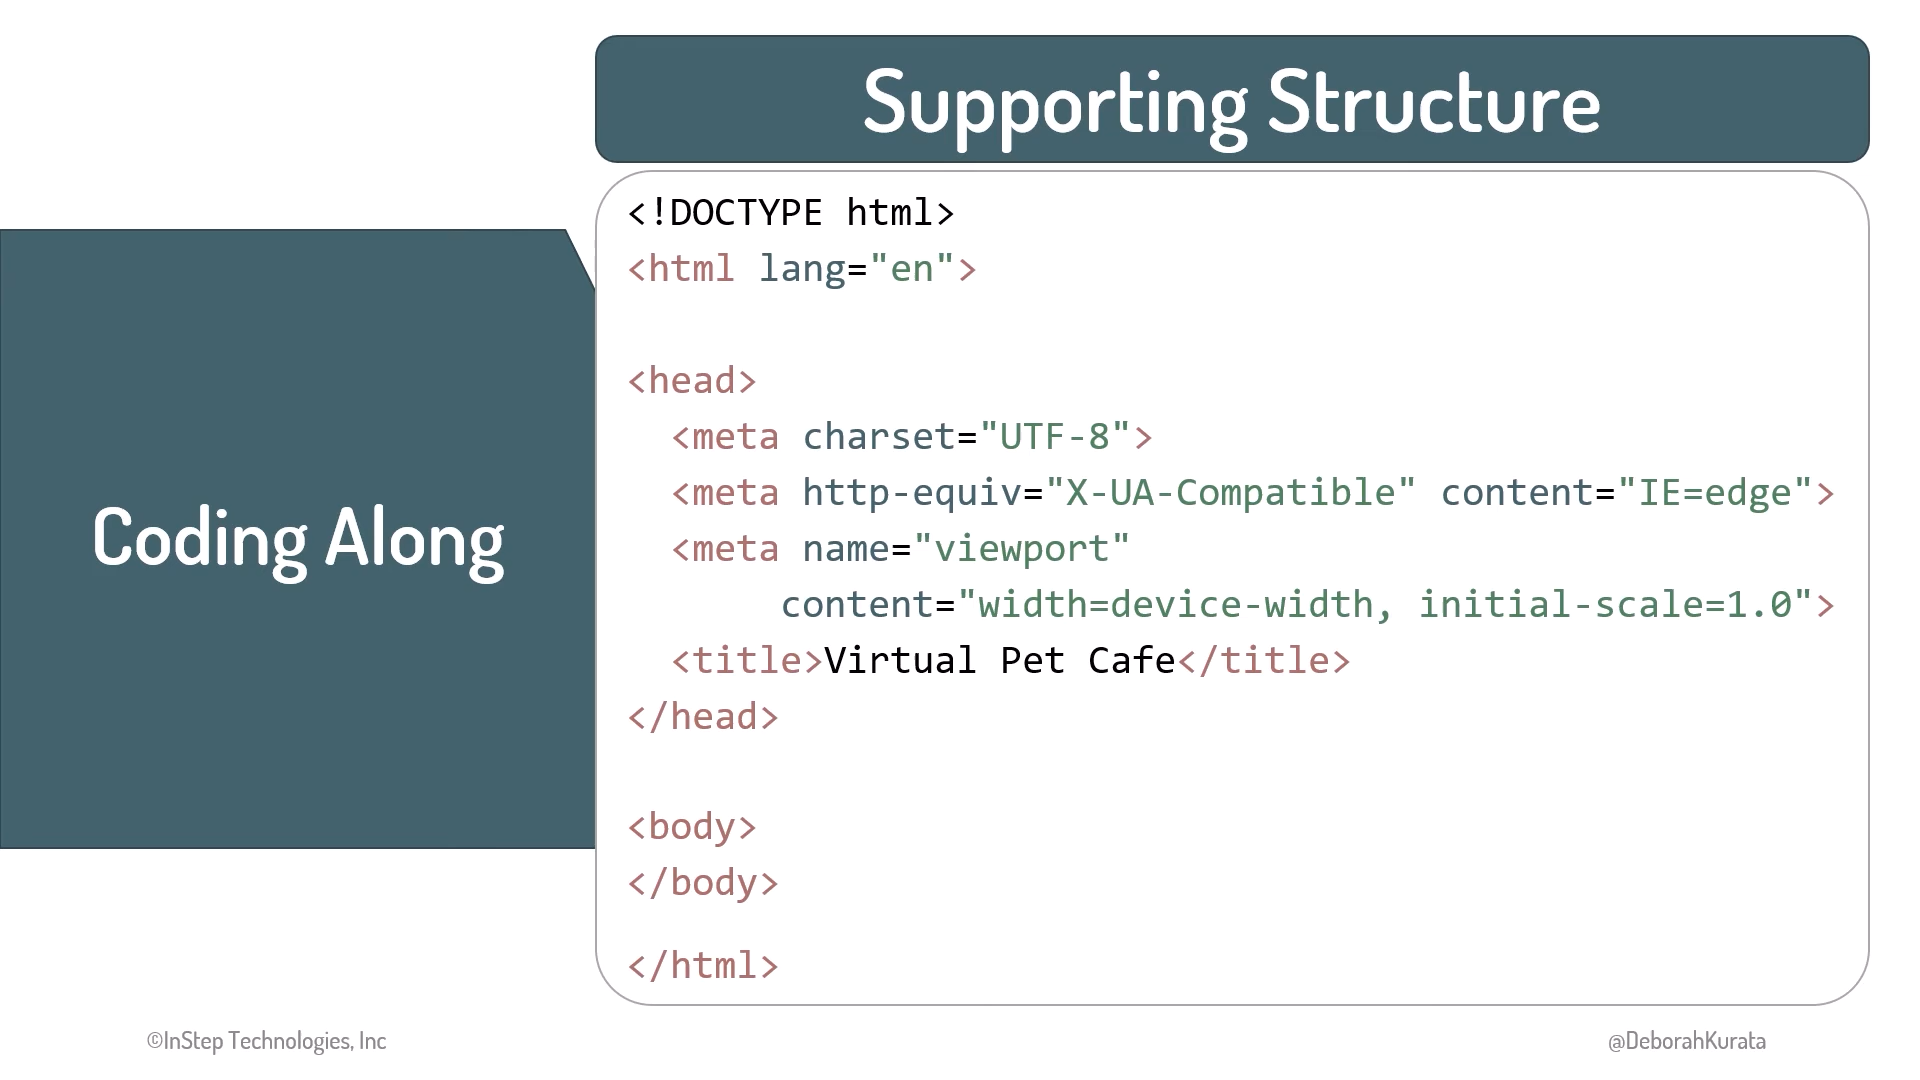 Supporting Structure
Coding Along
<!DOCTYPE html>
<html lang="en">
<head>
<meta charset="UTF-8">
<meta http-equiv="X-UA-Compatible" content="IE=edge">
<meta name="viewport"
content="width=device-width, initial-scale=1.0">
<title>Virtual Pet Cafe</title>
</head>
<body>
</body>
</html>
©InStep Technologies, Inc
@DeborahKurata